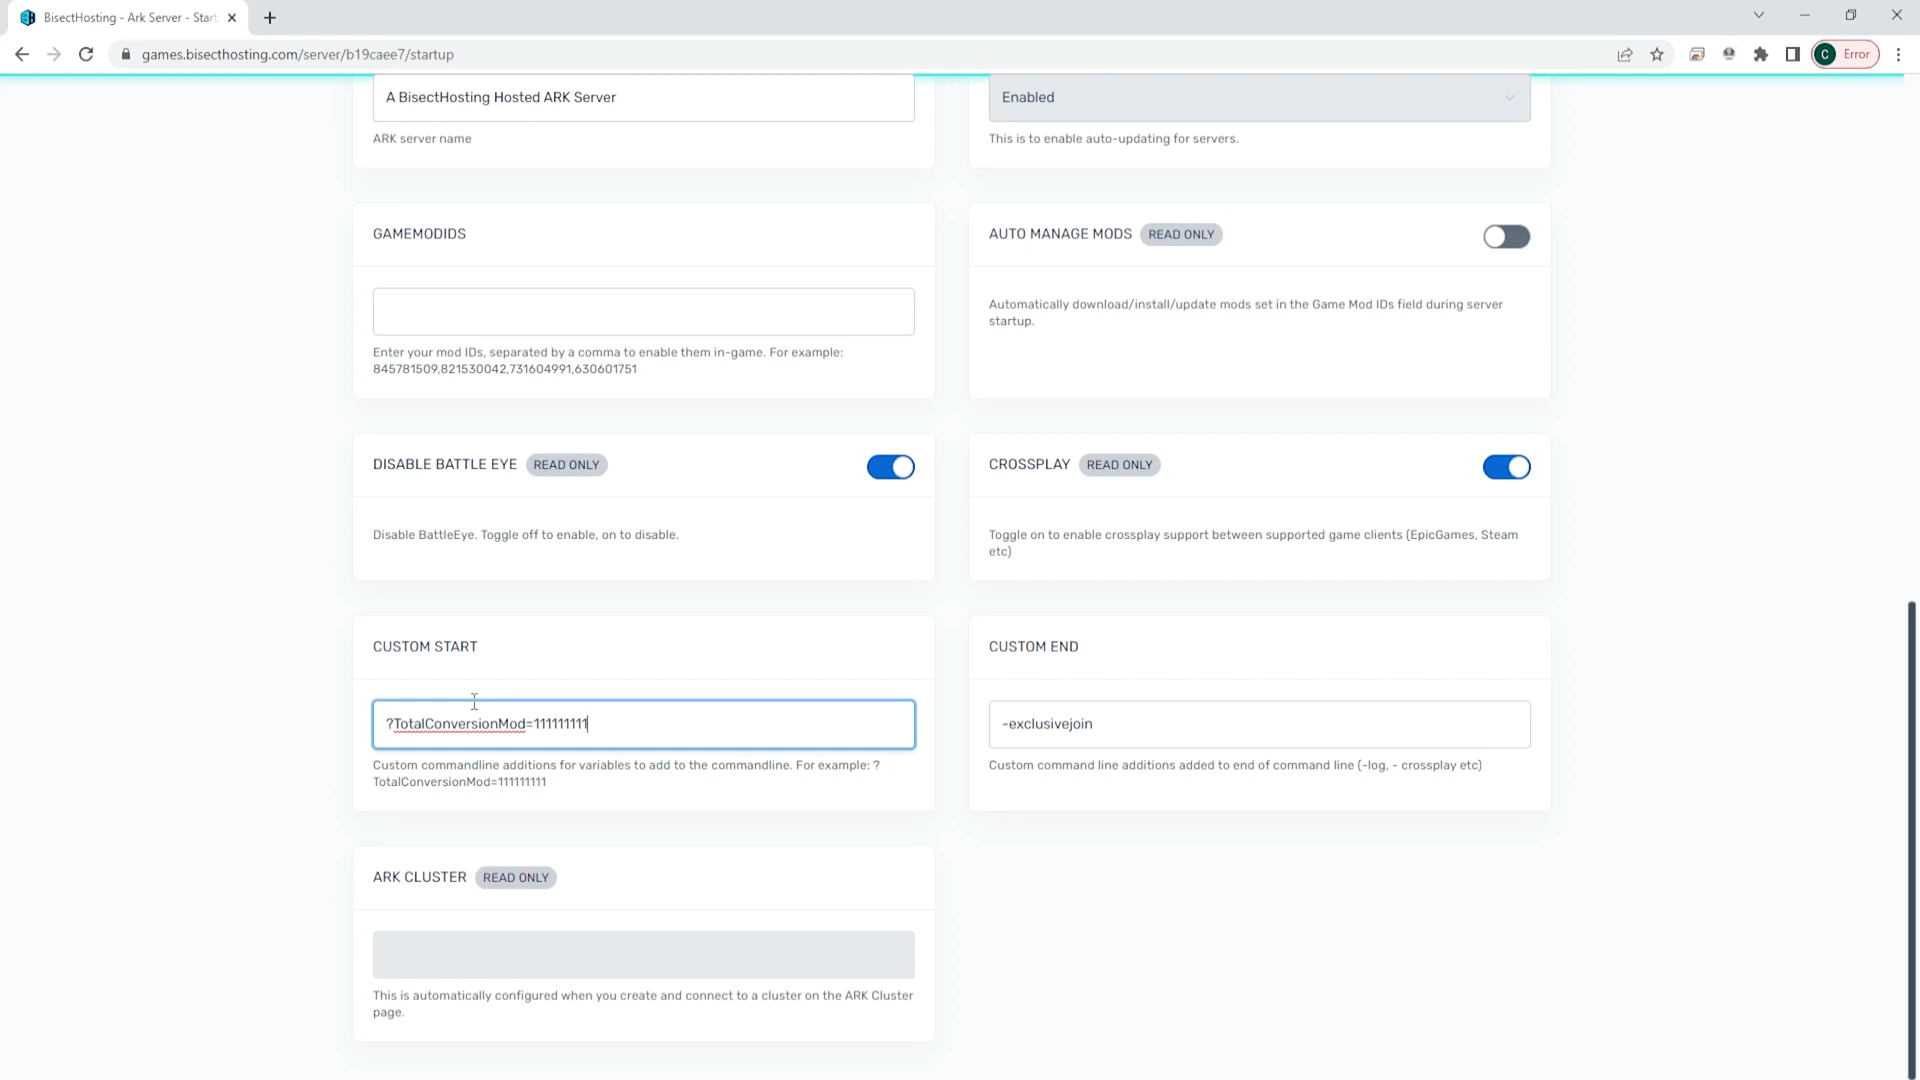 BisectHosting - Ark Server - Start
games.bisecthosting.com/server/b19caee7/startup
C Error
A BisectHosting Hosted ARK Server
ARK server name
Enabled
This is to enable auto-updating for servers.
GAMEMODIDS
Enter your mod IDs, separated by a comma to enable them in-game. For example:
845781509,821530042,731604991,630601751
AUTO MANAGE MODS READ ONLY
Automatically download/install/update mods set in the Game Mod IDs field during server
startup.
DISABLE BATTLE EYE READ ONLY
Disable BattleEye. Toggle off to enable, on to disable.
CROSSPLAY READ ONLY
Toggle on to enable crossplay support between supported game clients (EpicGames, Steam
etc)
CUSTOM START
?TotalConversionMod=111111111
Custom commandline additions for variables to add to the commandline. For example: ?
TotalConversionMod=111111111
CUSTOM END
-exclusivejoin
Custom command line additions added to end of command line (-log, - crossplay etc)
ARK CLUSTER READ ONLY
This is automatically configured when you create and connect to a cluster on the ARK Cluster
page.